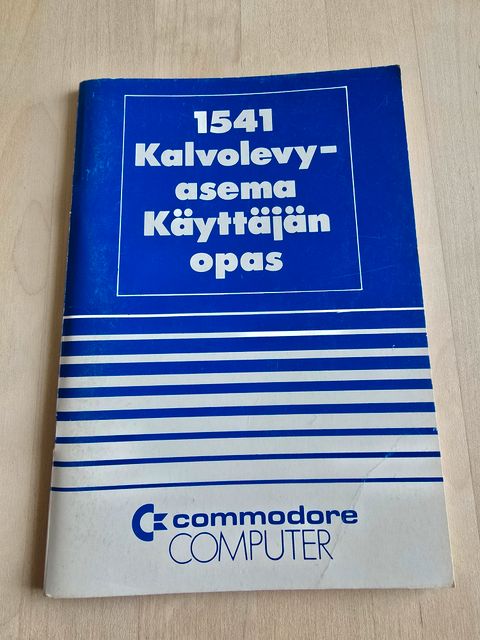 1541
Kalvolevy-
asema
Käyttäjän
opas
commodore
COMPUTER